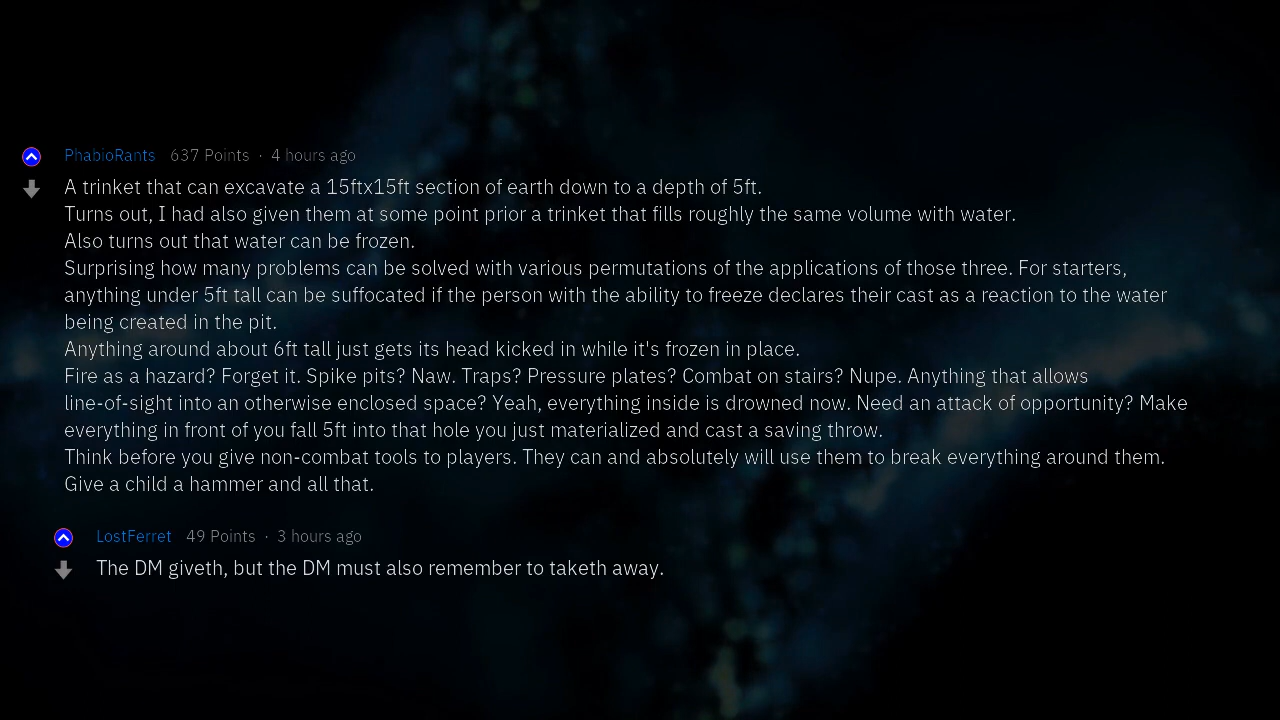 PhabioRants 637 Points · 4 hours ago
A trinket that can excavate a 15ftx15ft section of earth down to a depth of 5ft.
Turns out, I had also given them at some point prior a trinket that fills roughly the same volume with water.
Also turns out that water can be frozen.
Surprising how many problems can be solved with various permutations of the applications of those three. For starters,
anything under 5ft tall can be suffocated if the person with the ability to freeze declares their cast as a reaction to the water
being created in the pit.
Anything around about 6ft tall just gets its head kicked in while it's frozen in place.
Fire as a hazard? Forget it. Spike pits? Naw. Traps? Pressure plates? Combat on stairs? Nupe. Anything that allows
line-of-sight into an otherwise enclosed space? Yeah, everything inside is drowned now. Need an attack of opportunity? Make
everything in front of you fall 5ft into that hole you just materialized and cast a saving throw.
Think before you give non-combat tools to players. They can and absolutely will use them to break everything around them.
Give a child a hammer and all that.
LostFerret 49 Points · 3 hours ago
The DM giveth, but the DM must also remember to taketh away.